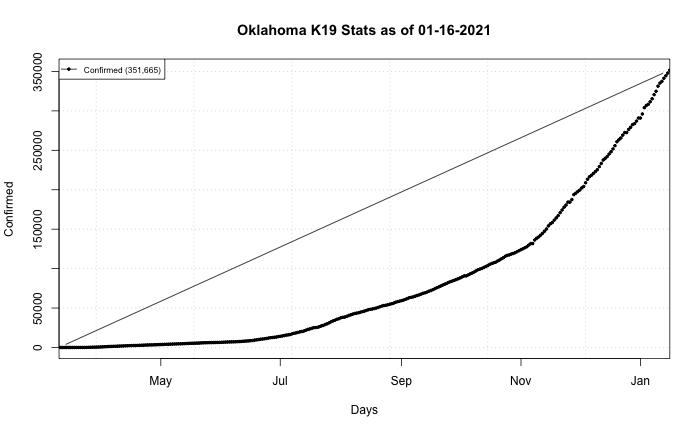 Oklahoma K19 Stats as of 01-16-2021
Confirmed (351,665)
350000
250000
150000
50000
0
Confirmed
May Jul Sep Nov Jan
Days